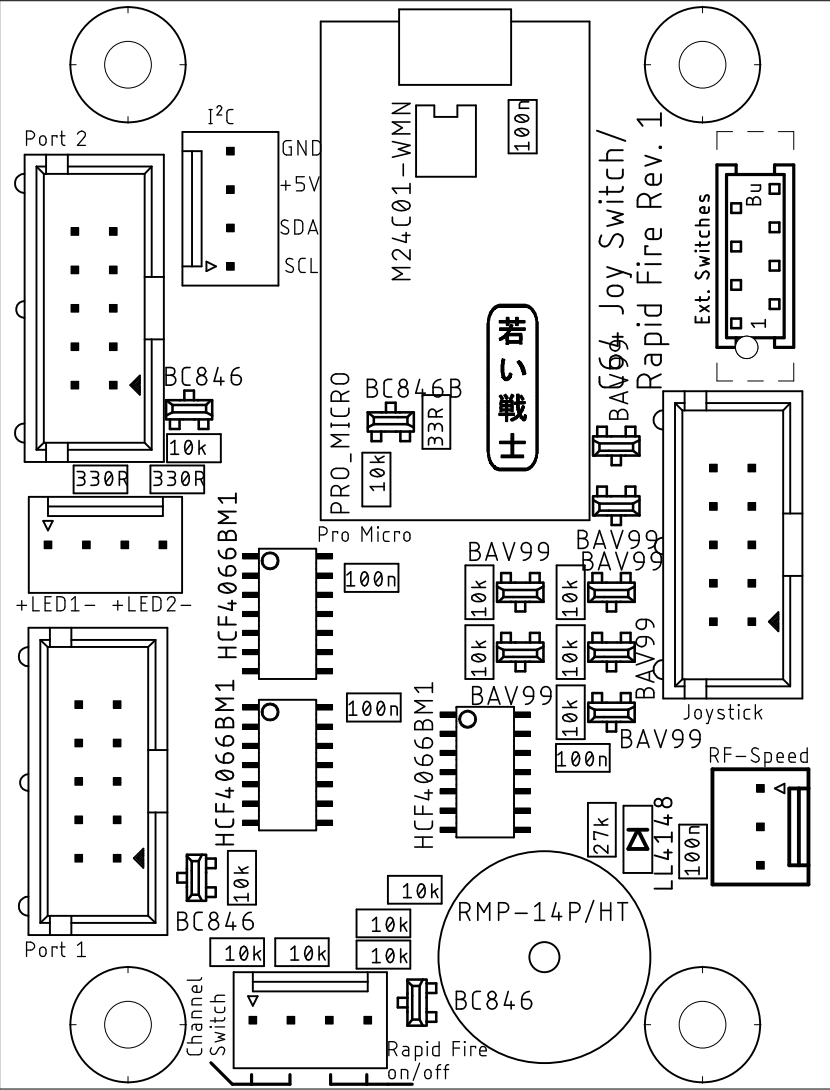 I²C
Port 2
GND
+5V
SDA
SCL
M24C01-WMN
100n
C64 Joy Switch/
Rapid Fire Rev. 1
Ext. Switches
Bu
1
若い戦士
BC846
10k
330R
330R
PRO_MICRO
BC846B
33R
10k
BAV99
Pro Micro
+LED1- +LED2-
HCF4066BM1
100n
BAV99
10k
10k
BAV99
BAV99
10k
10k
BAV99
BAV99
10k
BAV99
100n
Joystick
HCF4066BM1
100n
HCF4066BM1
RF-Speed
27k
LL4148
100n
10k
BC846
Port 1
10k
10k
10k
10k
10k
RMP-14P/HT
BC846
Channel
Switch
Rapid Fire
on/off